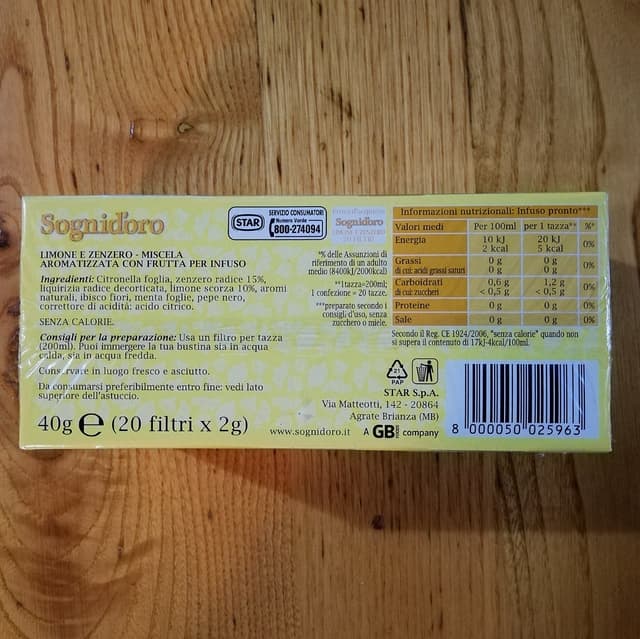 Sognid'oro
LIMONE E ZENZERO - MISCELA
AROMATIZZATA CON FRUTTA PER INFUSO
Ingredienti: Citronella foglia, zenzero radice 15%,
liquirizia radice decorticata, limone scorza 10%, aromi
naturali, ibisco fiori, menta foglie, pepe nero,
correttore di acidità: acido citrico.
SENZA CALORIE.
Consigli per la preparazione: Usa un filtro per tazza
(200ml). Puoi immergere la tua bustina sia in acqua
calda, sia in acqua fredda.
Conservare in luogo fresco e asciutto.
Da consumarsi preferibilmente entro fine: vedi lato
superiore dell'astuccio.
40g e (20 filtri x 2g)
STAR
SERVIZIO CONSUMATORI
Numero Verde
800-274094
Sognid'oro
*% delle Assunzioni di
riferimento di un adulto
medio (8400kJ/2000kcal)
**1tazza=200ml;
1 confezione = 20 tazze.
***preparato secondo i
consigli d'uso, senza
zucchero o miele.
www.sognidoro.it
Informazioni nutrizionali: Infuso pronto***
Valori medi Per 100ml per 1 tazza** %*
Energia 10 kJ 20 kJ 0%
2 kcal 5 kcal
Grassi 0 g 0 g 0%
di cui: acidi grassi saturi 0 g 0 g
Carboidrati 0,6 g 1,2 g 0%
di cui: zuccheri < 0,5 g < 0,5 g
Proteine 0 g 0 g 0%
Sale 0 g 0 g 0%
Secondo il Reg. CE 1924/2006, "senza calorie" quando non
si supera il contenuto di 17kJ-4kcal/100ml.
21
PAP
STAR S.p.A.
Via Matteotti, 142 - 20864
Agrate Brianza (MB)
A GB foods company
8 000050 025963